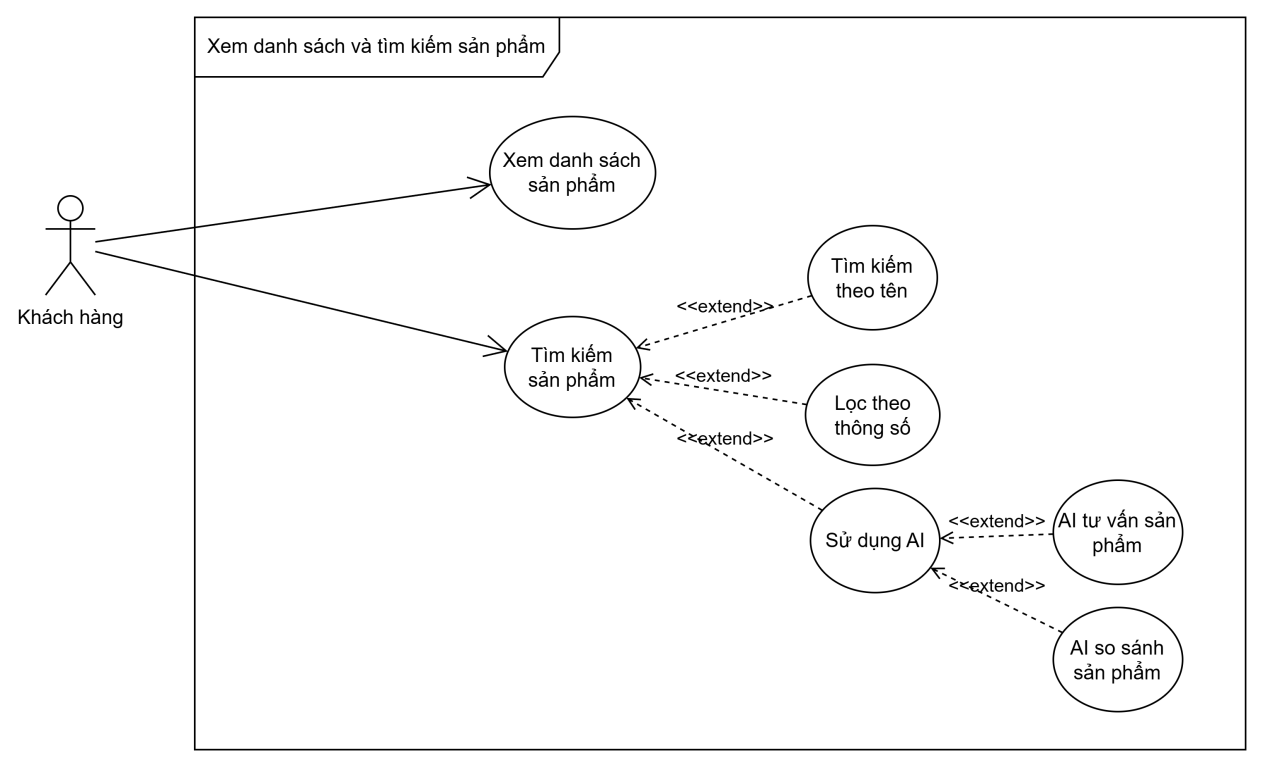 Xem danh sách và tìm kiếm sản phẩm
Xem danh sách
sản phẩm
Khách hàng
Tìm kiếm
theo tên
<<extend>>
Tìm kiếm
sản phẩm
<<extend>>
Lọc theo
thông số
<<extend>>
Sử dụng AI
<<extend>>
AI tư vấn sản
phẩm
<<extend>>
AI so sánh
sản phẩm